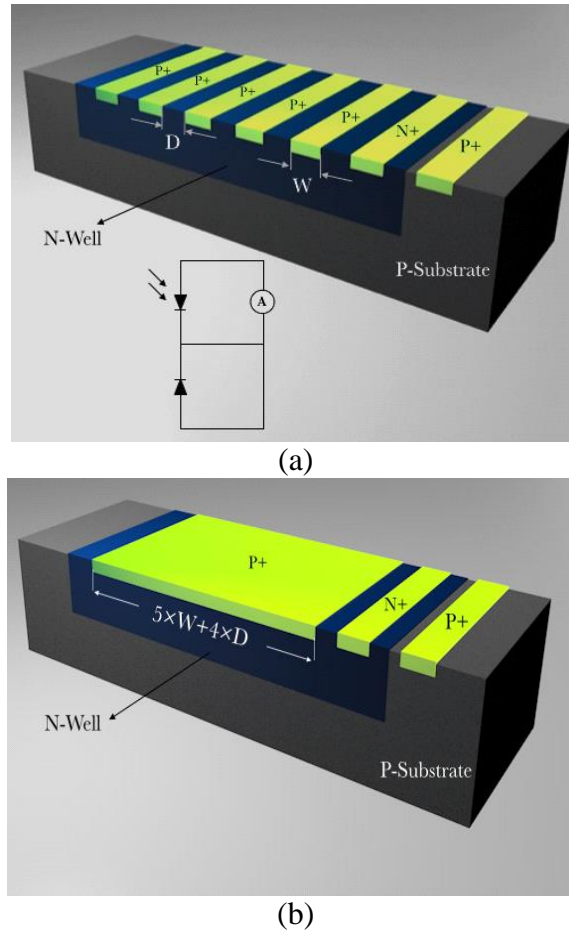 P+
P+
P+
P+
P+
N+
P+
D
W
N-Well
P-Substrate
A
(a)
P+
N+
P+
5×W+4×D
N-Well
P-Substrate
(b)